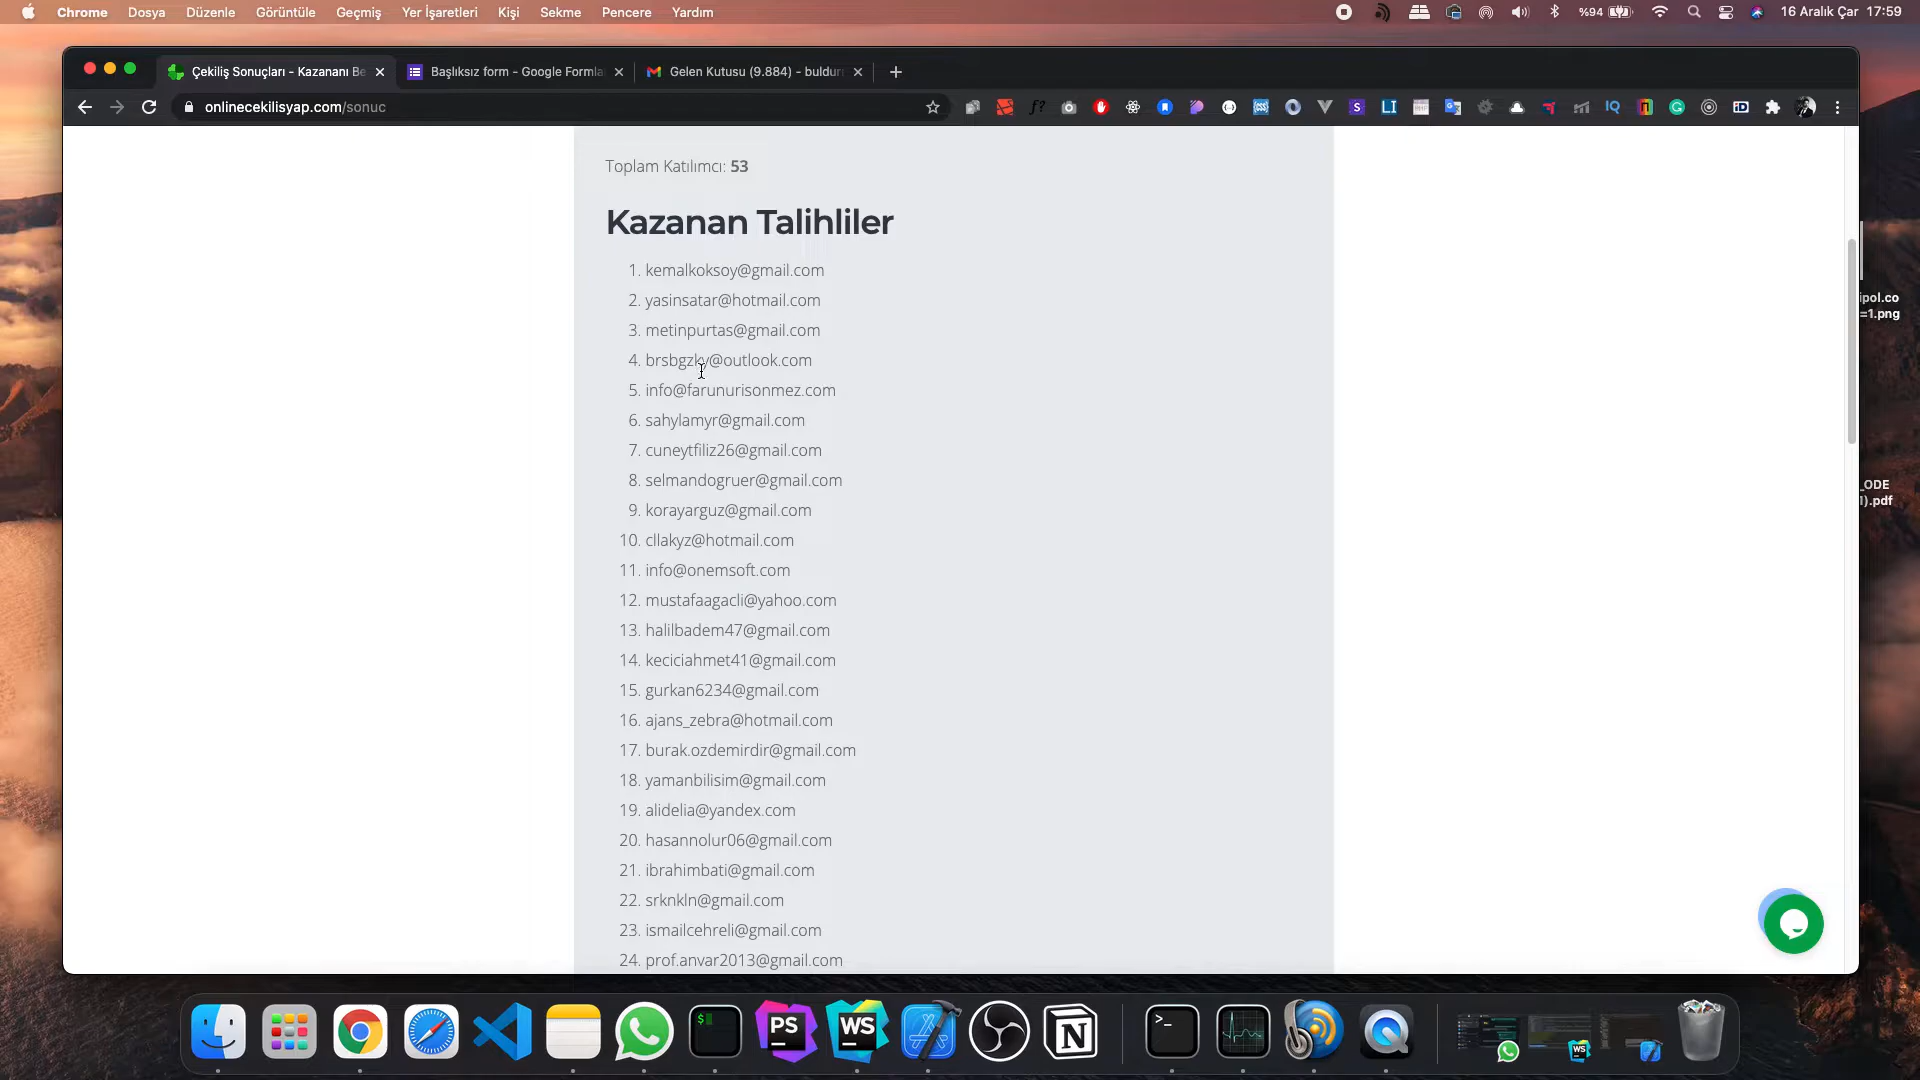 Chrome Dosya Düzenle Görüntüle Geçmiş Yer İşaretleri Kişi Sekme Pencere Yardım %94 16 Aralık Çar 17:59
Çekiliş Sonuçları - Kazananı Be Başlıksız form - Google Formla Gelen Kutusu (9.884) - buldum
onlinecekilisyap.com/sonuc
Toplam Katılımcı: 53
Kazanan Talihliler
1. kemalkoksoy@gmail.com
2. yasinsatar@hotmail.com
3. metinpurtas@gmail.com
4. brsbgzky@outlook.com
5. info@farunurisonmez.com
6. sahylamyr@gmail.com
7. cuneytfiliz26@gmail.com
8. selmandogruer@gmail.com
9. korayarguz@gmail.com
10. cllakyz@hotmail.com
11. info@onemsoft.com
12. mustafaagacli@yahoo.com
13. halilbadem47@gmail.com
14. keciciahmet41@gmail.com
15. gurkan6234@gmail.com
16. ajans_zebra@hotmail.com
17. burak.ozdemirdir@gmail.com
18. yamanbilisim@gmail.com
19. alidelia@yandex.com
20. hasannolur06@gmail.com
21. ibrahimbati@gmail.com
22. srknkln@gmail.com
23. ismailcehreli@gmail.com
24. prof.anvar2013@gmail.com
ipol.co
=1.png
_ODE
1).pdf
PS WS